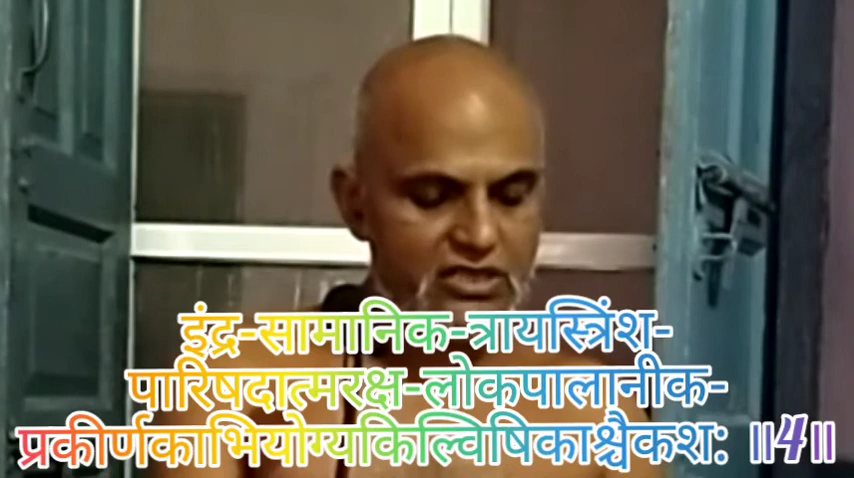 इंद्र-सामानिक-त्रायस्त्रिंश-
पारिषदात्मरक्ष-लोकपालानीक-
प्रकीर्णकाभियोग्यकिल्विषिकाश्चैकश: ॥4॥